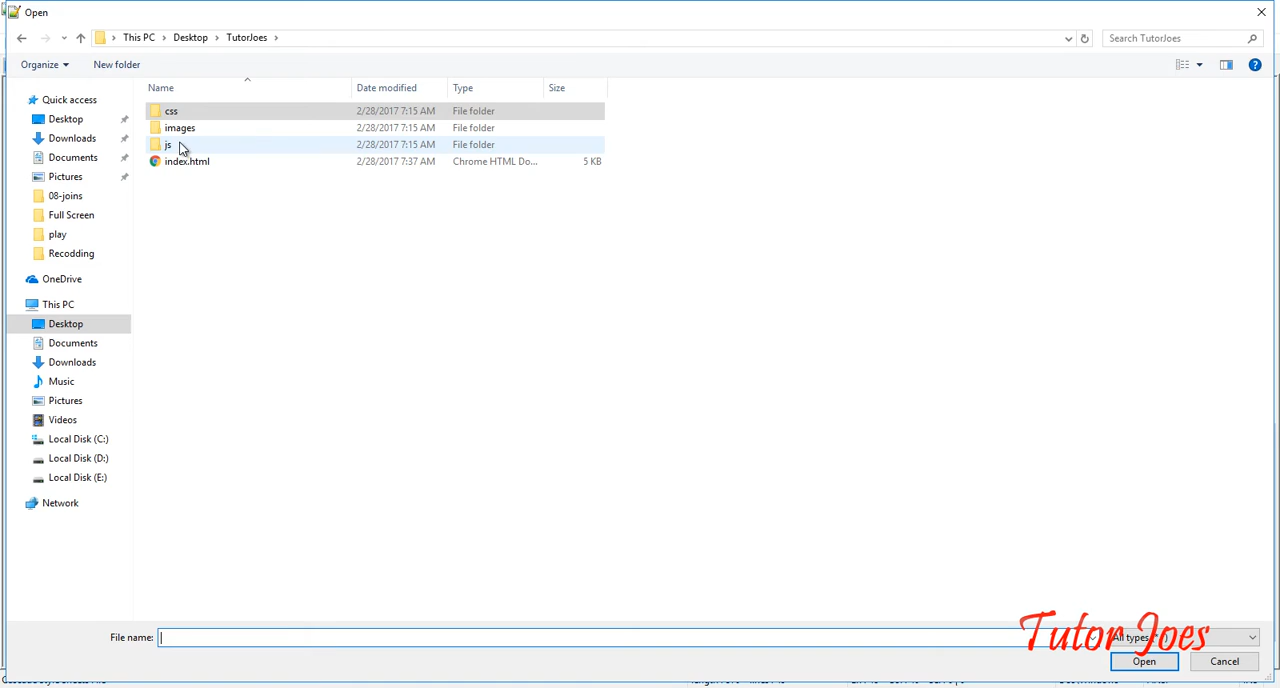 Open
This PC > Desktop > TutorJoes >
Search TutorJoes
Organize
New folder
Name
Date modified
Type
Size
Quick access
Desktop
Downloads
Documents
Pictures
08-joins
Full Screen
play
Recodding
OneDrive
This PC
Desktop
Documents
Downloads
Music
Pictures
Videos
Local Disk (C:)
Local Disk (D:)
Local Disk (E:)
Network
css 2/28/2017 7:15 AM File folder
images 2/28/2017 7:15 AM File folder
js 2/28/2017 7:15 AM File folder
index.html 2/28/2017 7:37 AM Chrome HTML Do... 5 KB
File name:
All types
TutorJoes
Open
Cancel